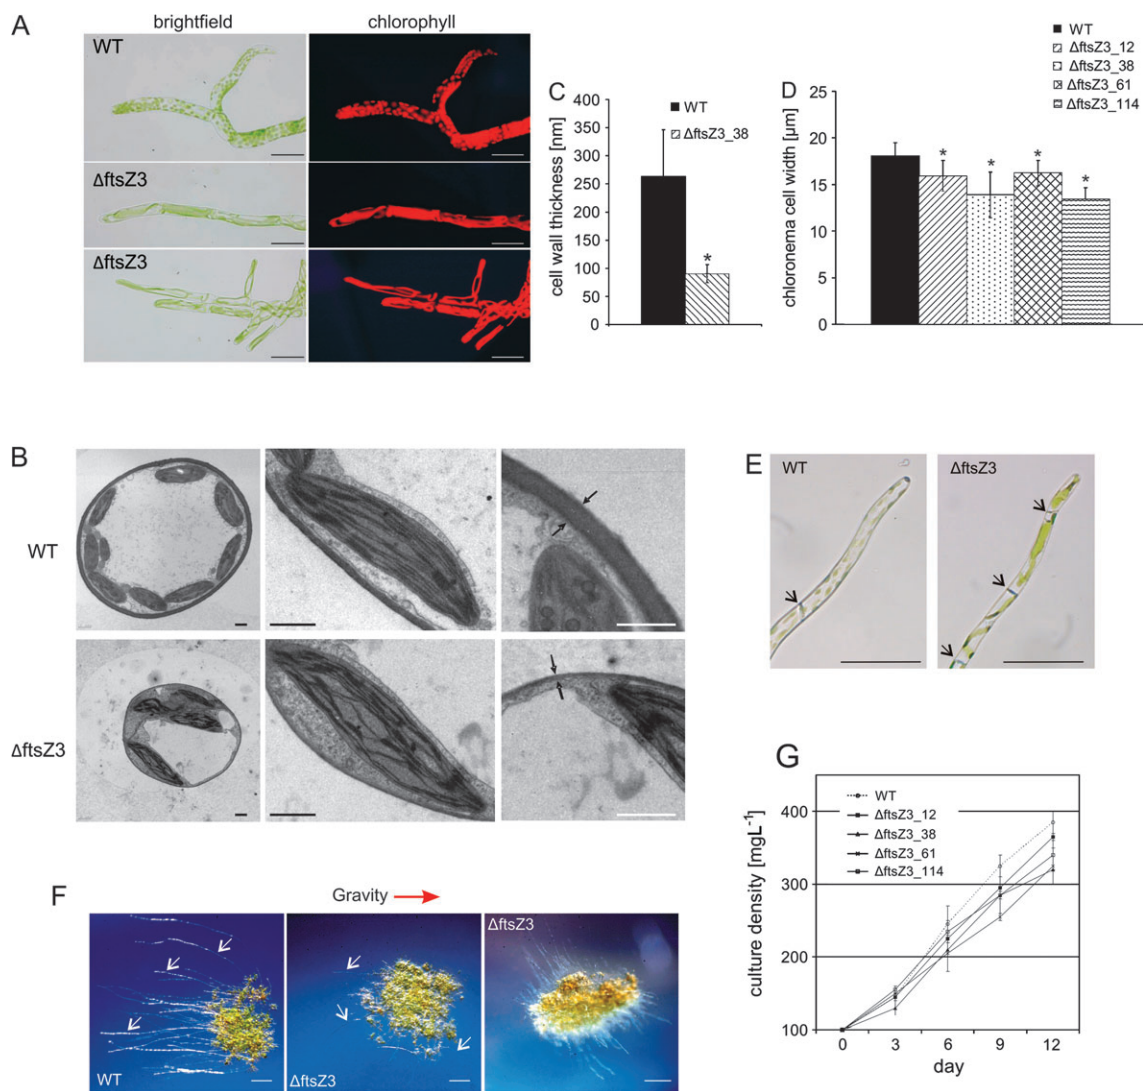 A
brightfield
chlorophyll
WT
ΔftsZ3
ΔftsZ3
C
WT
ΔftsZ3_38
400
350
300
250
200
150
100
50
0
cell wall thickness [nm]
*
D
WT
ΔftsZ3_12
ΔftsZ3_38
ΔftsZ3_61
ΔftsZ3_114
25
20
15
10
5
0
chloronema cell width [µm]
* * * *
B
WT
ΔftsZ3
E
WT
ΔftsZ3
F
Gravity
WT
ΔftsZ3
ΔftsZ3
G
WT
ΔftsZ3_12
ΔftsZ3_38
ΔftsZ3_61
ΔftsZ3_114
400
300
200
100
culture density [mgL⁻¹]
0 3 6 9 12
day